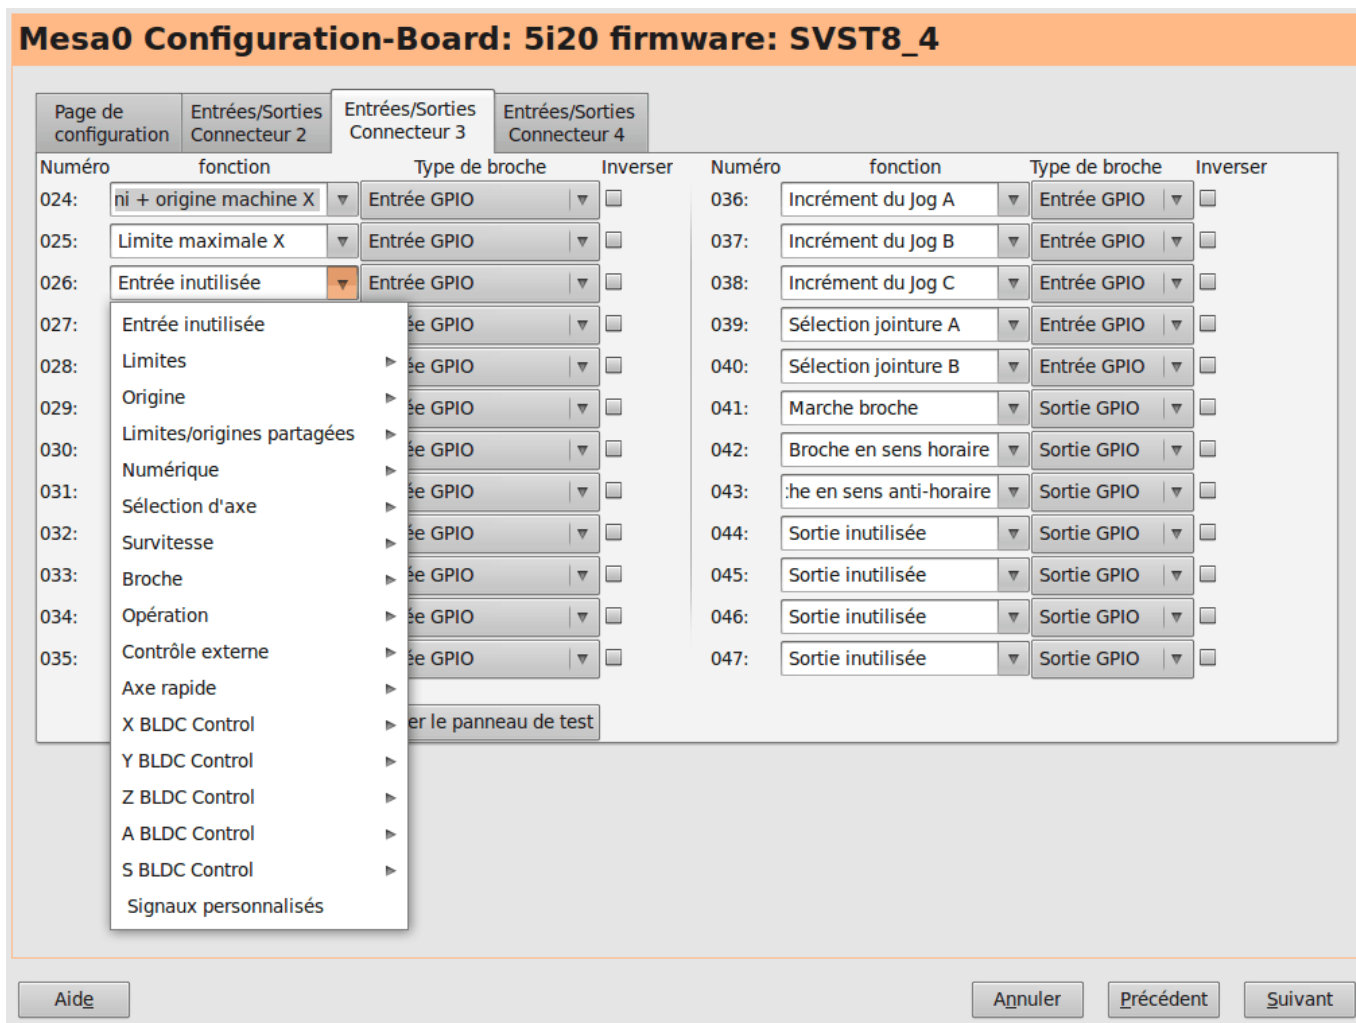 Mesa0 Configuration-Board: 5i20 firmware: SVST8_4
Page de
configuration
Entrées/Sorties
Connecteur 2
Entrées/Sorties
Connecteur 3
Entrées/Sorties
Connecteur 4
Numéro fonction Type de broche Inverser
024: ni + origine machine X Entrée GPIO
025: Limite maximale X Entrée GPIO
026: Entrée inutilisée Entrée GPIO
027: ée GPIO
028: ée GPIO
029: ée GPIO
030: ée GPIO
031: ée GPIO
032: ée GPIO
033: ée GPIO
034: ée GPIO
035: ée GPIO
Entrée inutilisée
Limites
Origine
Limites/origines partagées
Numérique
Sélection d'axe
Survitesse
Broche
Opération
Contrôle externe
Axe rapide
X BLDC Control
Y BLDC Control
Z BLDC Control
A BLDC Control
S BLDC Control
Signaux personnalisés
er le panneau de test
Numéro fonction Type de broche Inverser
036: Incrément du Jog A Entrée GPIO
037: Incrément du Jog B Entrée GPIO
038: Incrément du Jog C Entrée GPIO
039: Sélection jointure A Entrée GPIO
040: Sélection jointure B Entrée GPIO
041: Marche broche Sortie GPIO
042: Broche en sens horaire Sortie GPIO
043: he en sens anti-horaire Sortie GPIO
044: Sortie inutilisée Sortie GPIO
045: Sortie inutilisée Sortie GPIO
046: Sortie inutilisée Sortie GPIO
047: Sortie inutilisée Sortie GPIO
Aide Annuler Précédent Suivant